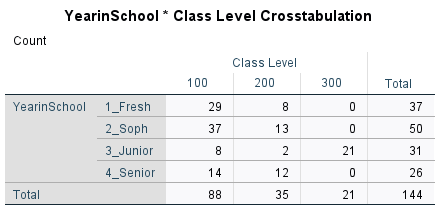 YearinSchool * Class Level Crosstabulation
Count
Class Level
100 200 300 Total
YearinSchool 1_Fresh 29 8 0 37
2_Soph 37 13 0 50
3_Junior 8 2 21 31
4_Senior 14 12 0 26
Total 88 35 21 144